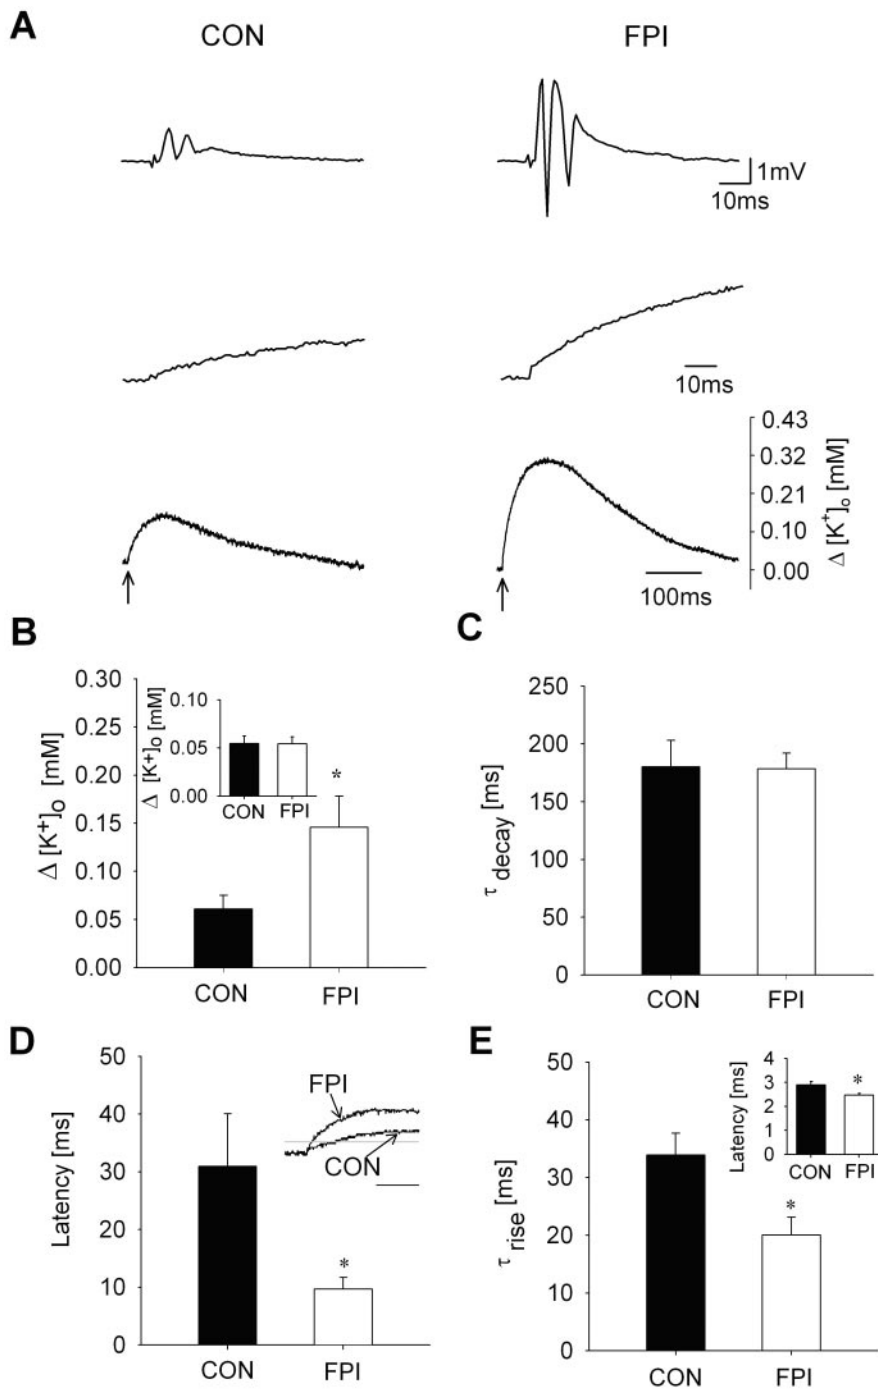 A
CON
FPI
1mV
10ms
10ms
0.43
0.32
0.21
0.10
0.00
Δ [K⁺]ₒ [mM]
100ms
B
0.30
0.25
0.20
0.15
0.10
0.05
0.00
Δ [K⁺]ₒ [mM]
CON
FPI
*
0.10
0.05
0.00
Δ [K+]ₒ [mM]
CON
FPI
C
250
200
150
100
50
0
τ decay [ms]
CON
FPI
D
50
40
30
20
10
0
Latency [ms]
FPI
CON
*
CON
FPI
E
50
40
30
20
10
0
τ rise [ms]
*
CON
FPI
4
3
2
1
0
Latency [ms]
*
CON
FPI